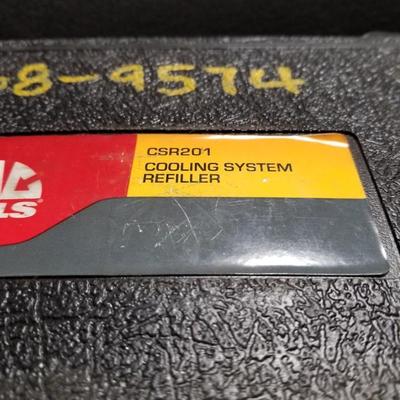 8-9574
CSR201
COOLING SYSTEM
REFILLER